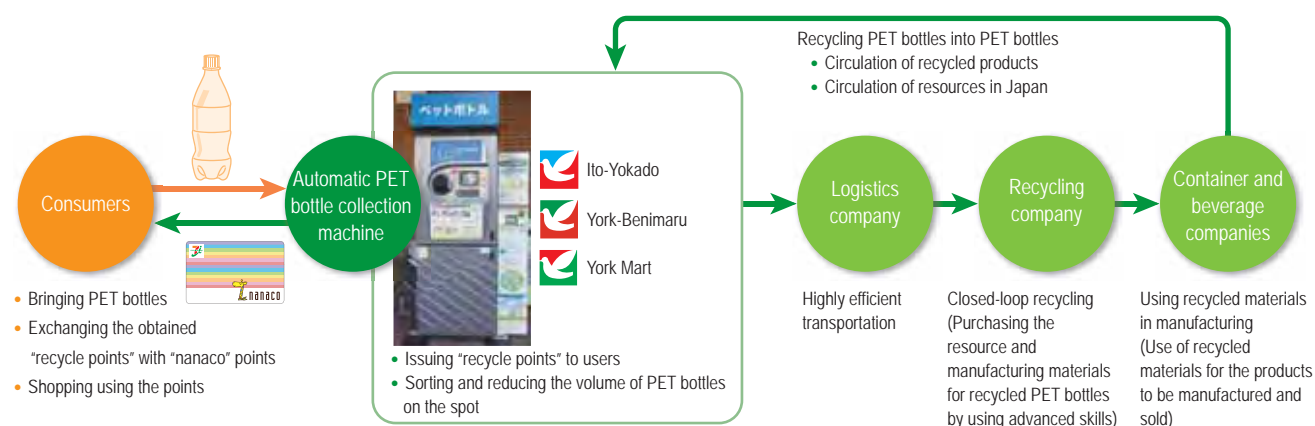 Recycling PET bottles into PET bottles
• Circulation of recycled products
• Circulation of resources in Japan
ペットボトル
Consumers
Automatic PET
bottle collection
machine
Ito-Yokado
York-Benimaru
York Mart
Logistics
company
Recycling
company
Container and
beverage
companies
nanaco
• Bringing PET bottles
• Exchanging the obtained
“recycle points” with “nanaco” points
• Shopping using the points
• Issuing “recycle points” to users
• Sorting and reducing the volume of PET bottles
on the spot
Highly efficient
transportation
Closed-loop recycling
(Purchasing the
resource and
manufacturing materials
for recycled PET bottles
by using advanced skills)
Using recycled materials
in manufacturing
(Use of recycled
materials for the products
to be manufactured and
sold)